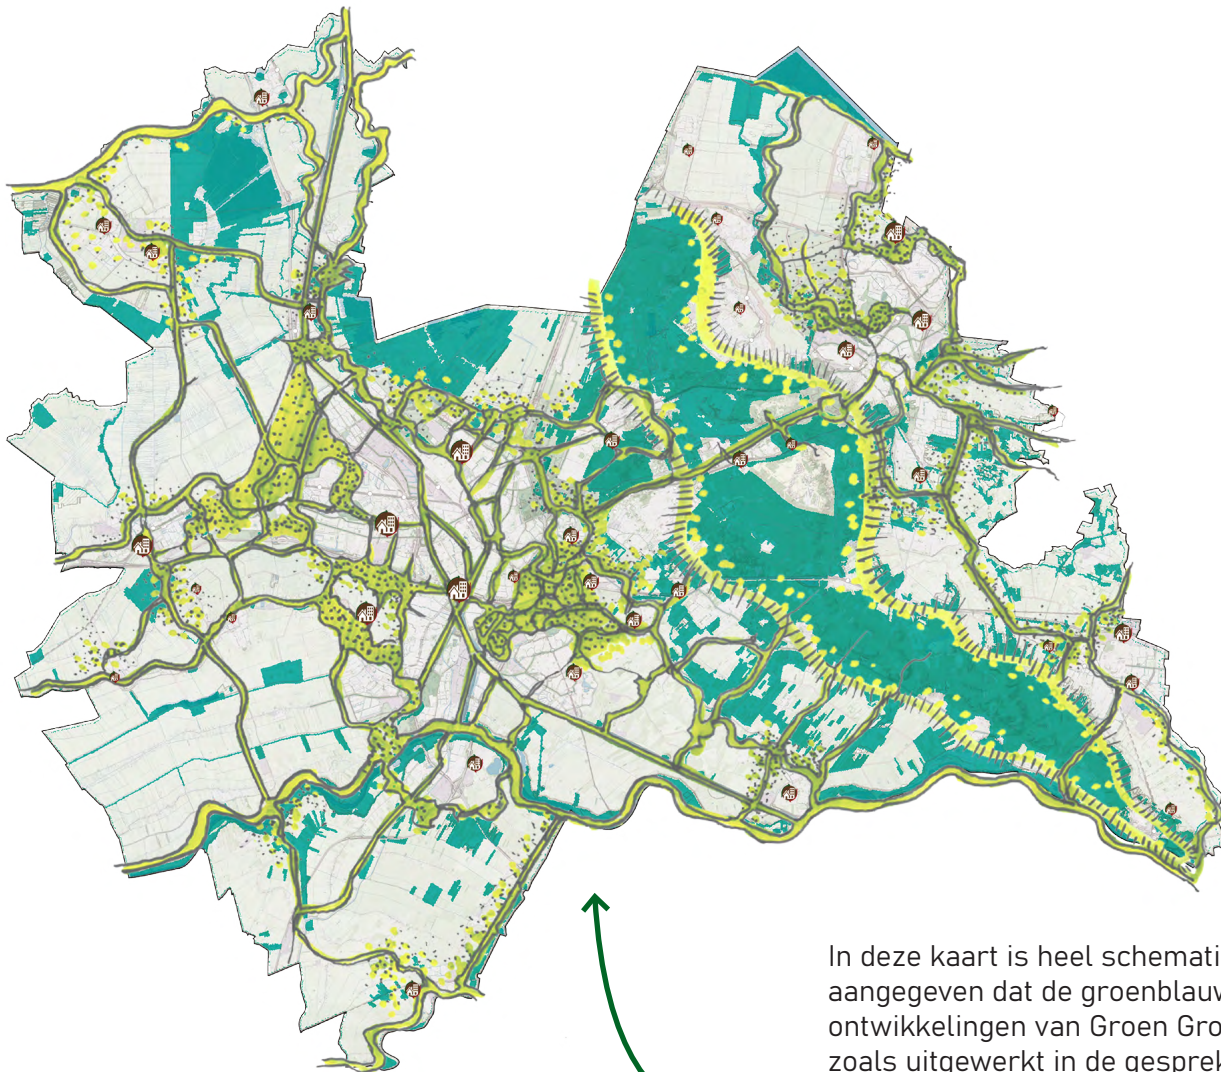 In deze kaart is heel schemati
aangegeven dat de groenblauw
ontwikkelingen van Groen Gro
zoals uitgewerkt in de gesprek